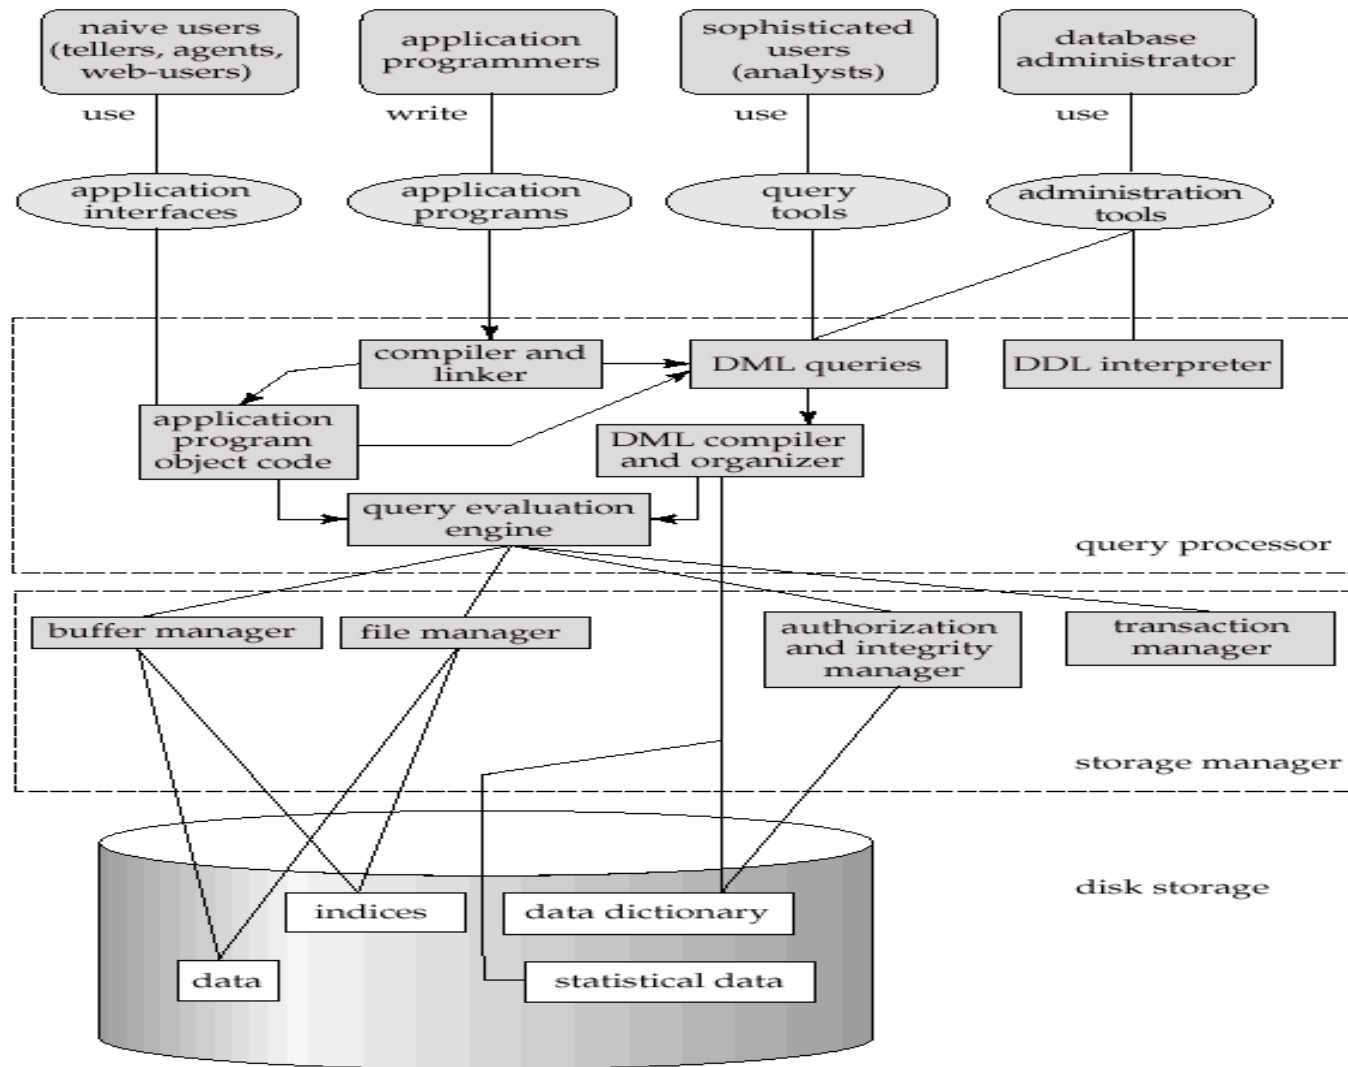 naive users
(tellers, agents,
web-users)
application
programmers
sophisticated
users
(analysts)
database
administrator
use
write
use
use
application
interfaces
application
programs
query
tools
administration
tools
compiler and
linker
DML queries
DDL interpreter
application
program
object code
DML compiler
and organizer
query evaluation
engine
query processor
buffer manager
file manager
authorization
and integrity
manager
transaction
manager
storage manager
disk storage
indices
data dictionary
data
statistical data